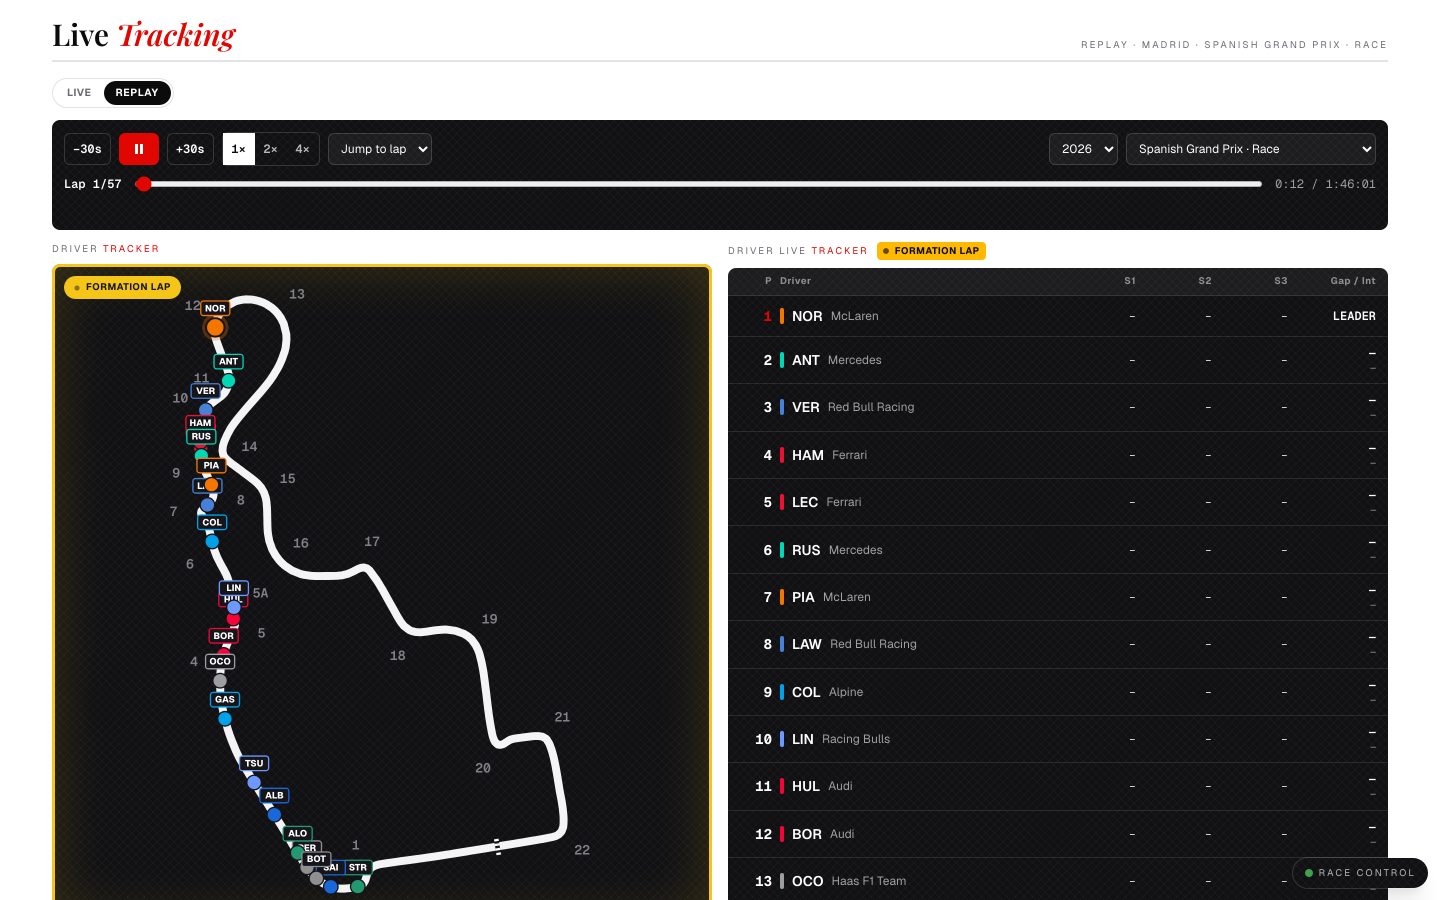 Live Tracking
REPLAY · MADRID · SPANISH GRAND PRIX · RACE
LIVE REPLAY
−30s +30s 1× 2× 4× Jump to lap 2026 Spanish Grand Prix · Race
Lap 1/57 0:12 / 1:46:01
DRIVER TRACKER
FORMATION LAP
13
12
NOR
ANT
11
VER
10
HAM
RUS
14
PIA
9
15
8
7
COL
16
17
6
LIN
5A
19
BOR
5
18
4
OCO
GAS
21
TSU
20
ALB
ALO
1
22
BOT
SAI
STR
DRIVER LIVE TRACKER FORMATION LAP
P Driver S1 S2 S3 Gap / Int
1 NOR McLaren – – – LEADER
2 ANT Mercedes – – – –
–
3 VER Red Bull Racing – – – –
–
4 HAM Ferrari – – – –
–
5 LEC Ferrari – – – –
–
6 RUS Mercedes – – – –
–
7 PIA McLaren – – – –
–
8 LAW Red Bull Racing – – – –
–
9 COL Alpine – – – –
–
10 LIN Racing Bulls – – – –
–
11 HUL Audi – – – –
–
12 BOR Audi – – – –
–
13 OCO Haas F1 Team – – –
RACE CONTROL